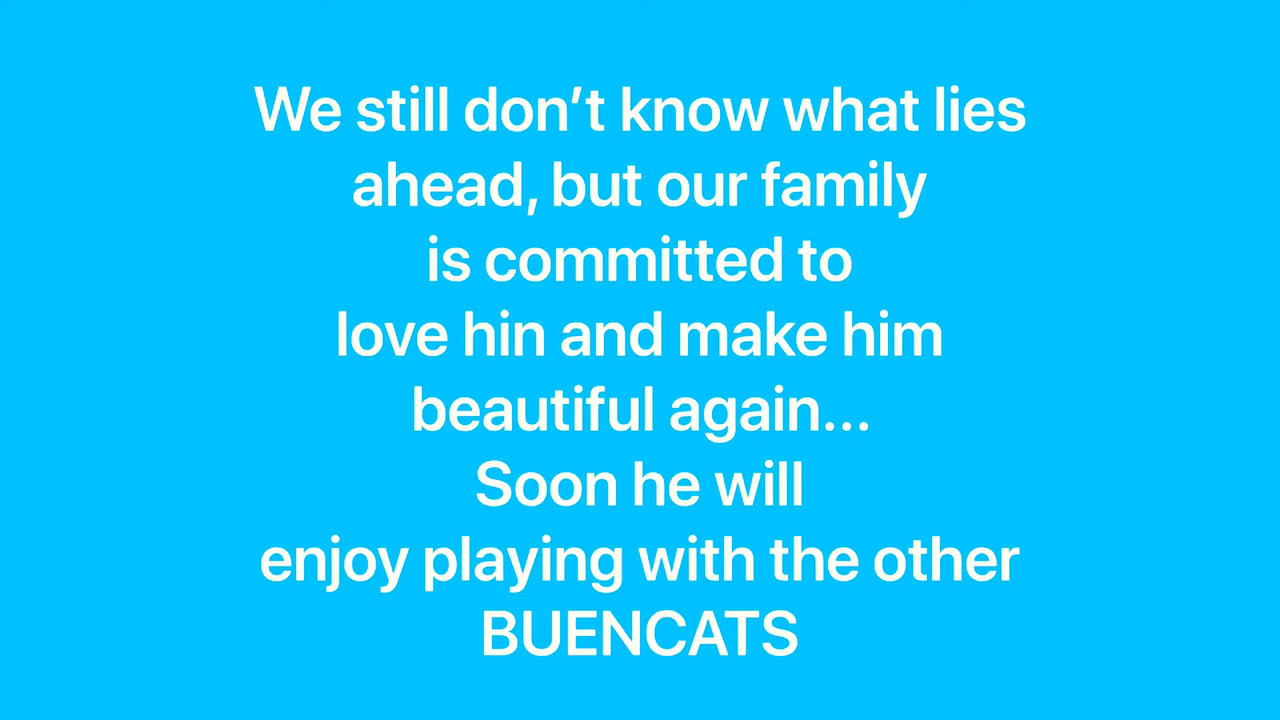 We still don’t know what lies
ahead, but our family
is committed to
love hin and make him
beautiful again...
Soon he will
enjoy playing with the other
BUENCATS